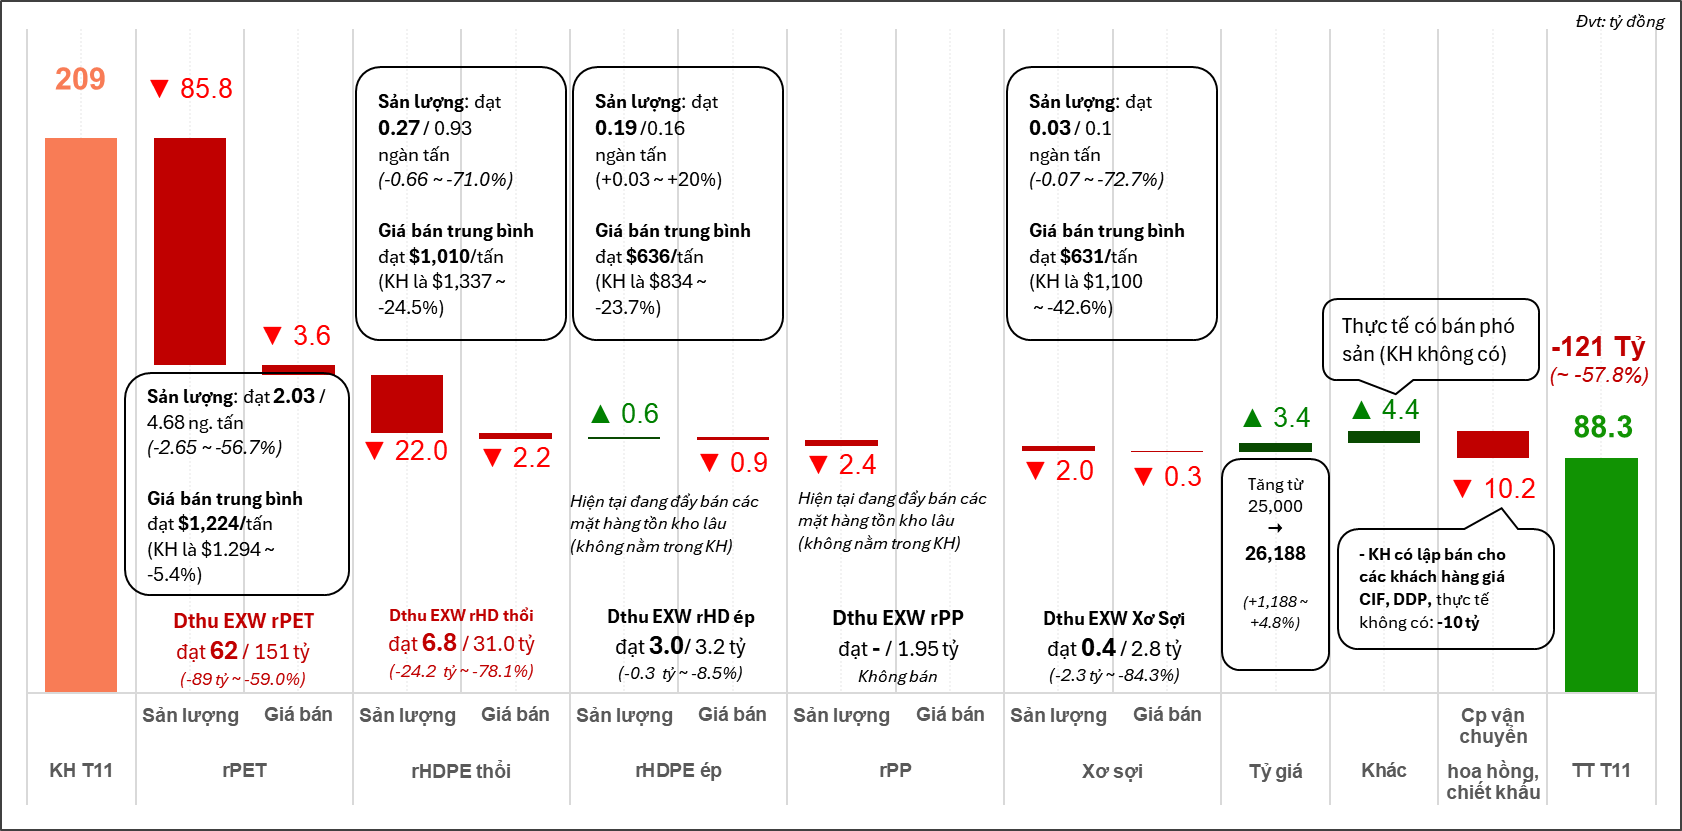 Đvt: tỷ đồng
209
▼ 85.8
Sản lượng: đạt
0.27 / 0.93
ngàn tấn
(-0.66 ~ -71.0%)
Giá bán trung bình
đạt $1,010/tấn
(KH là $1,337 ~
-24.5%)
Sản lượng: đạt
0.19 /0.16
ngàn tấn
(+0.03 ~ +20%)
Giá bán trung bình
đạt $636/tấn
(KH là $834 ~
-23.7%)
Sản lượng: đạt
0.03 / 0.1
ngàn tấn
(-0.07 ~ -72.7%)
Giá bán trung bình
đạt $631/tấn
(KH là $1,100
~ -42.6%)
▼ 3.6
Thực tế có bán phó
sản (KH không có)
-121 Tỷ
(~ -57.8%)
Sản lượng: đạt 2.03 /
4.68 ng. tấn
(-2.65 ~ -56.7%)
Giá bán trung bình
đạt $1,224/tấn
(KH là $1.294 ~
-5.4%)
▼ 22.0
▼ 2.2
▲ 0.6
▼ 0.9
▼ 2.4
▼ 2.0
▼ 0.3
▲ 3.4
▲ 4.4
▼ 10.2
88.3
Hiện tại đang đẩy bán các
mặt hàng tồn kho lâu
(không nằm trong KH)
Hiện tại đang đẩy bán các
mặt hàng tồn kho lâu
(không nằm trong KH)
Tăng từ
25,000
→
26,188
(+1,188 ~
+4.8%)
- KH có lập bán cho
các khách hàng giá
CIF, DDP, thực tế
không có: -10 tỷ
Dthu EXW rPET
đạt 62 / 151 tỷ
(-89 tỷ ~ -59.0%)
Dthu EXW rHD thổi
đạt 6.8 / 31.0 tỷ
(-24.2 tỷ ~ -78.1%)
Dthu EXW rHD ép
đạt 3.0/ 3.2 tỷ
(-0.3 tỷ ~ -8.5%)
Dthu EXW rPP
đạt - / 1.95 tỷ
Không bán
Dthu EXW Xơ Sợi
đạt 0.4 / 2.8 tỷ
(-2.3 tỷ ~ -84.3%)
Sản lượng Giá bán Sản lượng Giá bán Sản lượng Giá bán Sản lượng Giá bán Sản lượng Giá bán
Cp vận
chuyển
KH T11 rPET rHDPE thổi rHDPE ép rPP Xơ sợi Tỷ giá Khác
hoa hồng,
chiết khấu
TT T11